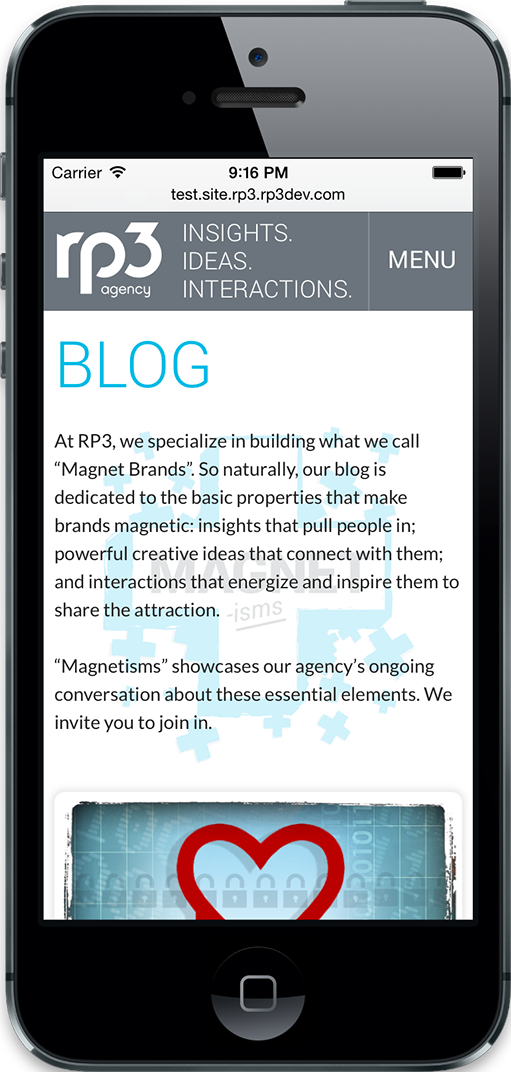 Carrier 9:16 PM
test.site.rp3.rp3dev.com
rp3
agency
INSIGHTS.
IDEAS.
INTERACTIONS.
MENU
BLOG
At RP3, we specialize in building what we call
“Magnet Brands”. So naturally, our blog is
dedicated to the basic properties that make
brands magnetic: insights that pull people in;
powerful creative ideas that connect with them;
and interactions that energize and inspire them to
share the attraction.
MAGNET
-isms
“Magnetisms” showcases our agency’s ongoing
conversation about these essential elements. We
invite you to join in.